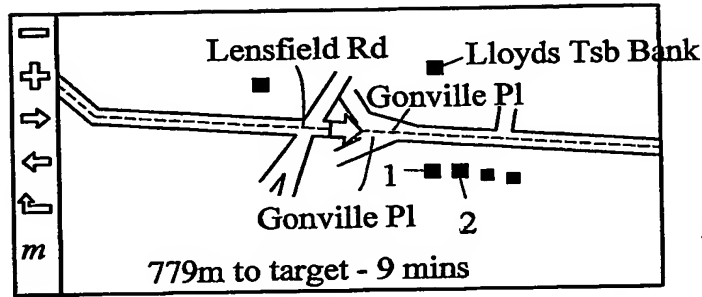 Lensfield Rd
Lloyds Tsb Bank
Gonville Pl
1
2
Gonville Pl
m
779m to target - 9 mins